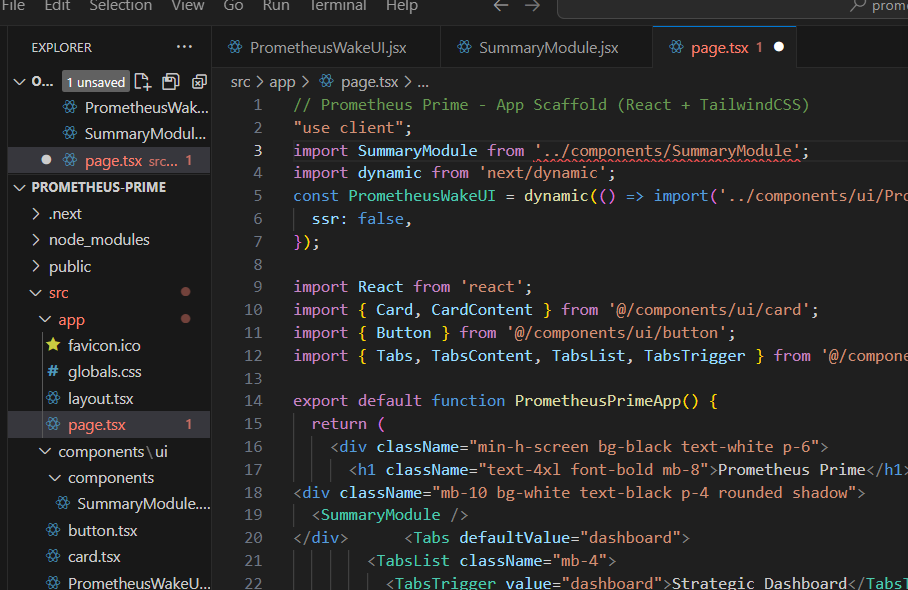 File Edit Selection View Go Run Terminal Help ← → prom
EXPLORER ...
PrometheusWakeUI.jsx SummaryModule.jsx page.tsx 1 ●
O... 1 unsaved
src > app > page.tsx > ...
PrometheusWak...
SummaryModul...
page.tsx src... 1
PROMETHEUS-PRIME
.next
node_modules
public
src
app
favicon.ico
# globals.css
layout.tsx
page.tsx 1
components\ui
components
SummaryModule....
button.tsx
card.tsx
PrometheusWakeU...
1 // Prometheus Prime - App Scaffold (React + TailwindCSS)
2 "use client";
3 import SummaryModule from '../components/SummaryModule';
4 import dynamic from 'next/dynamic';
5 const PrometheusWakeUI = dynamic(() => import('../components/ui/Pro
6 ssr: false,
7 });
8
9 import React from 'react';
10 import { Card, CardContent } from '@/components/ui/card';
11 import { Button } from '@/components/ui/button';
12 import { Tabs, TabsContent, TabsList, TabsTrigger } from '@/compone
13
14 export default function PrometheusPrimeApp() {
15 return (
16 <div className="min-h-screen bg-black text-white p-6">
17 <h1 className="text-4xl font-bold mb-8">Prometheus Prime</h1>
18 <div className="mb-10 bg-white text-black p-4 rounded shadow">
19 <SummaryModule />
20 </div> <Tabs defaultValue="dashboard">
21 <TabsList className="mb-4">
22 <TabsTrigger value="dashboard">Strategic Dashboard</TabsT